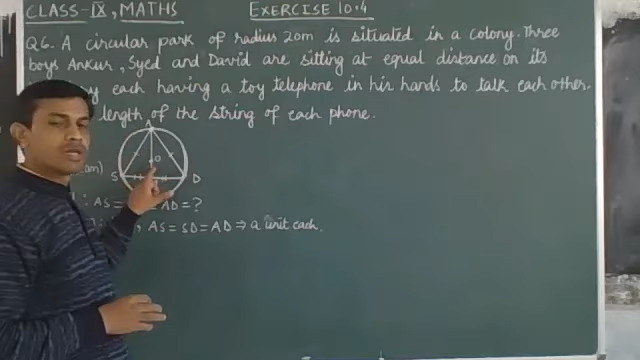 CLASS-IX, MATHS EXERCISE 10.4
Q6. A circular park of radius 20m is situated in a colony. Three
boys Ankur, Syed and David are sitting at equal distance on its
y each having a toy telephone in his hands to talk each other.
length of the string of each phone.
A
O
S D
: AS = AD = ?
, AS = SD = AD ⇒ a unit each.